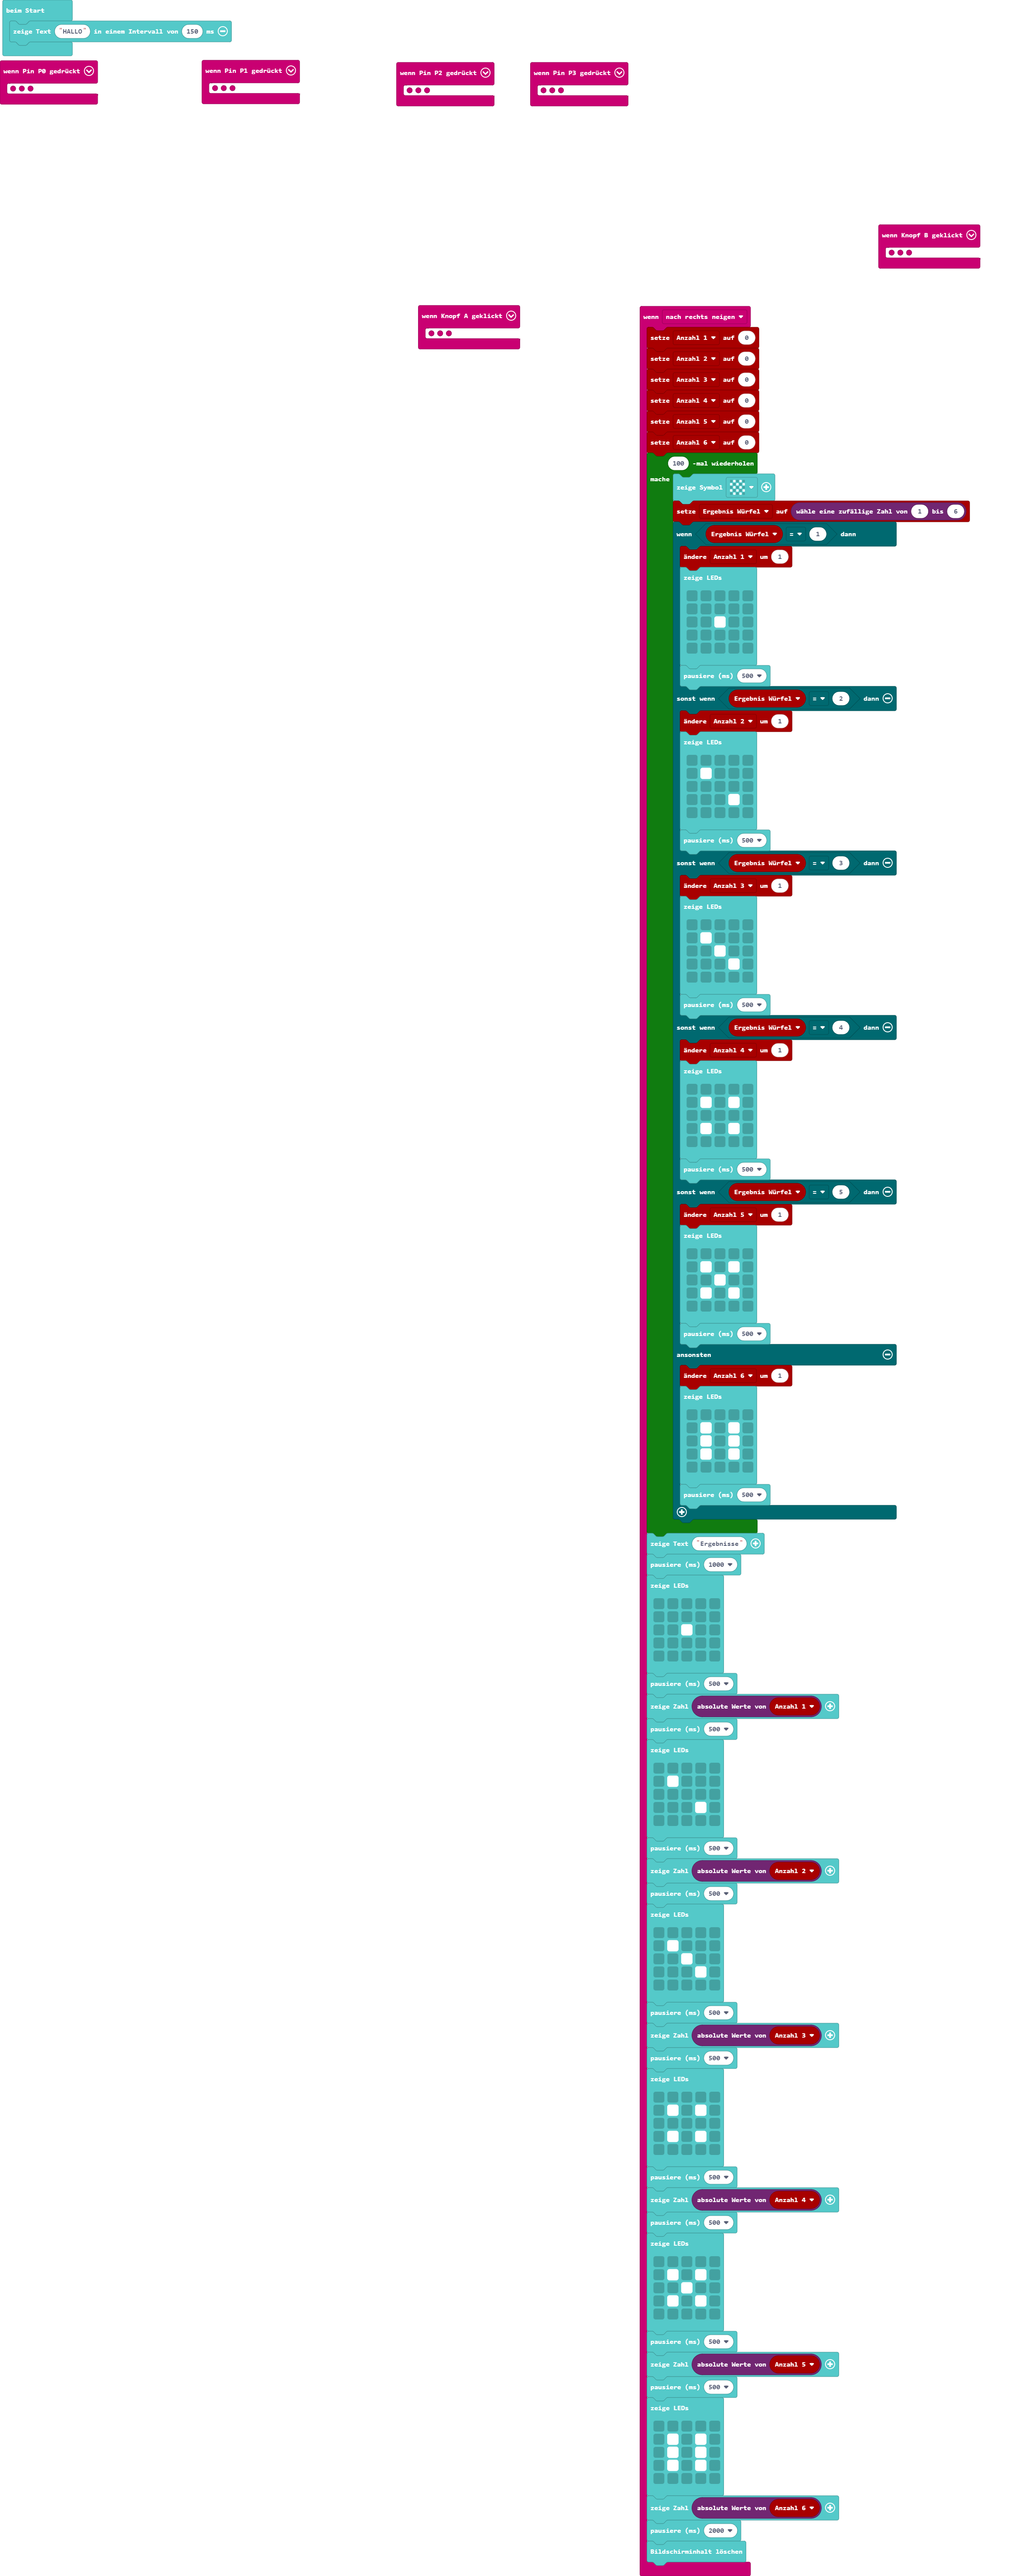 beim Start
zeige Text "HALLO" in einem Intervall von 150 ms
wenn Pin P0 gedrückt
wenn Pin P1 gedrückt
wenn Pin P2 gedrückt
wenn Pin P3 gedrückt
wenn Knopf B geklickt
wenn Knopf A geklickt
wenn nach rechts neigen
setze Anzahl 1 auf 0
setze Anzahl 2 auf 0
setze Anzahl 3 auf 0
setze Anzahl 4 auf 0
setze Anzahl 5 auf 0
setze Anzahl 6 auf 0
100 -mal wiederholen
mache
zeige Symbol
setze Ergebnis Würfel auf wähle eine zufällige Zahl von 1 bis 6
wenn Ergebnis Würfel = 1 dann
ändere Anzahl 1 um 1
zeige LEDs
pausiere (ms) 500
sonst wenn Ergebnis Würfel = 2 dann
ändere Anzahl 2 um 1
zeige LEDs
pausiere (ms) 500
sonst wenn Ergebnis Würfel = 3 dann
ändere Anzahl 3 um 1
zeige LEDs
pausiere (ms) 500
sonst wenn Ergebnis Würfel = 4 dann
ändere Anzahl 4 um 1
zeige LEDs
pausiere (ms) 500
sonst wenn Ergebnis Würfel = 5 dann
ändere Anzahl 5 um 1
zeige LEDs
pausiere (ms) 500
ansonsten
ändere Anzahl 6 um 1
zeige LEDs
pausiere (ms) 500
zeige Text "Ergebnisse"
pausiere (ms) 1000
zeige LEDs
pausiere (ms) 500
zeige Zahl absolute Werte von Anzahl 1
pausiere (ms) 500
zeige LEDs
pausiere (ms) 500
zeige Zahl absolute Werte von Anzahl 2
pausiere (ms) 500
zeige LEDs
pausiere (ms) 500
zeige Zahl absolute Werte von Anzahl 3
pausiere (ms) 500
zeige LEDs
pausiere (ms) 500
zeige Zahl absolute Werte von Anzahl 4
pausiere (ms) 500
zeige LEDs
pausiere (ms) 500
zeige Zahl absolute Werte von Anzahl 5
pausiere (ms) 500
zeige LEDs
zeige Zahl absolute Werte von Anzahl 6
pausiere (ms) 2000
Bildschirminhalt löschen